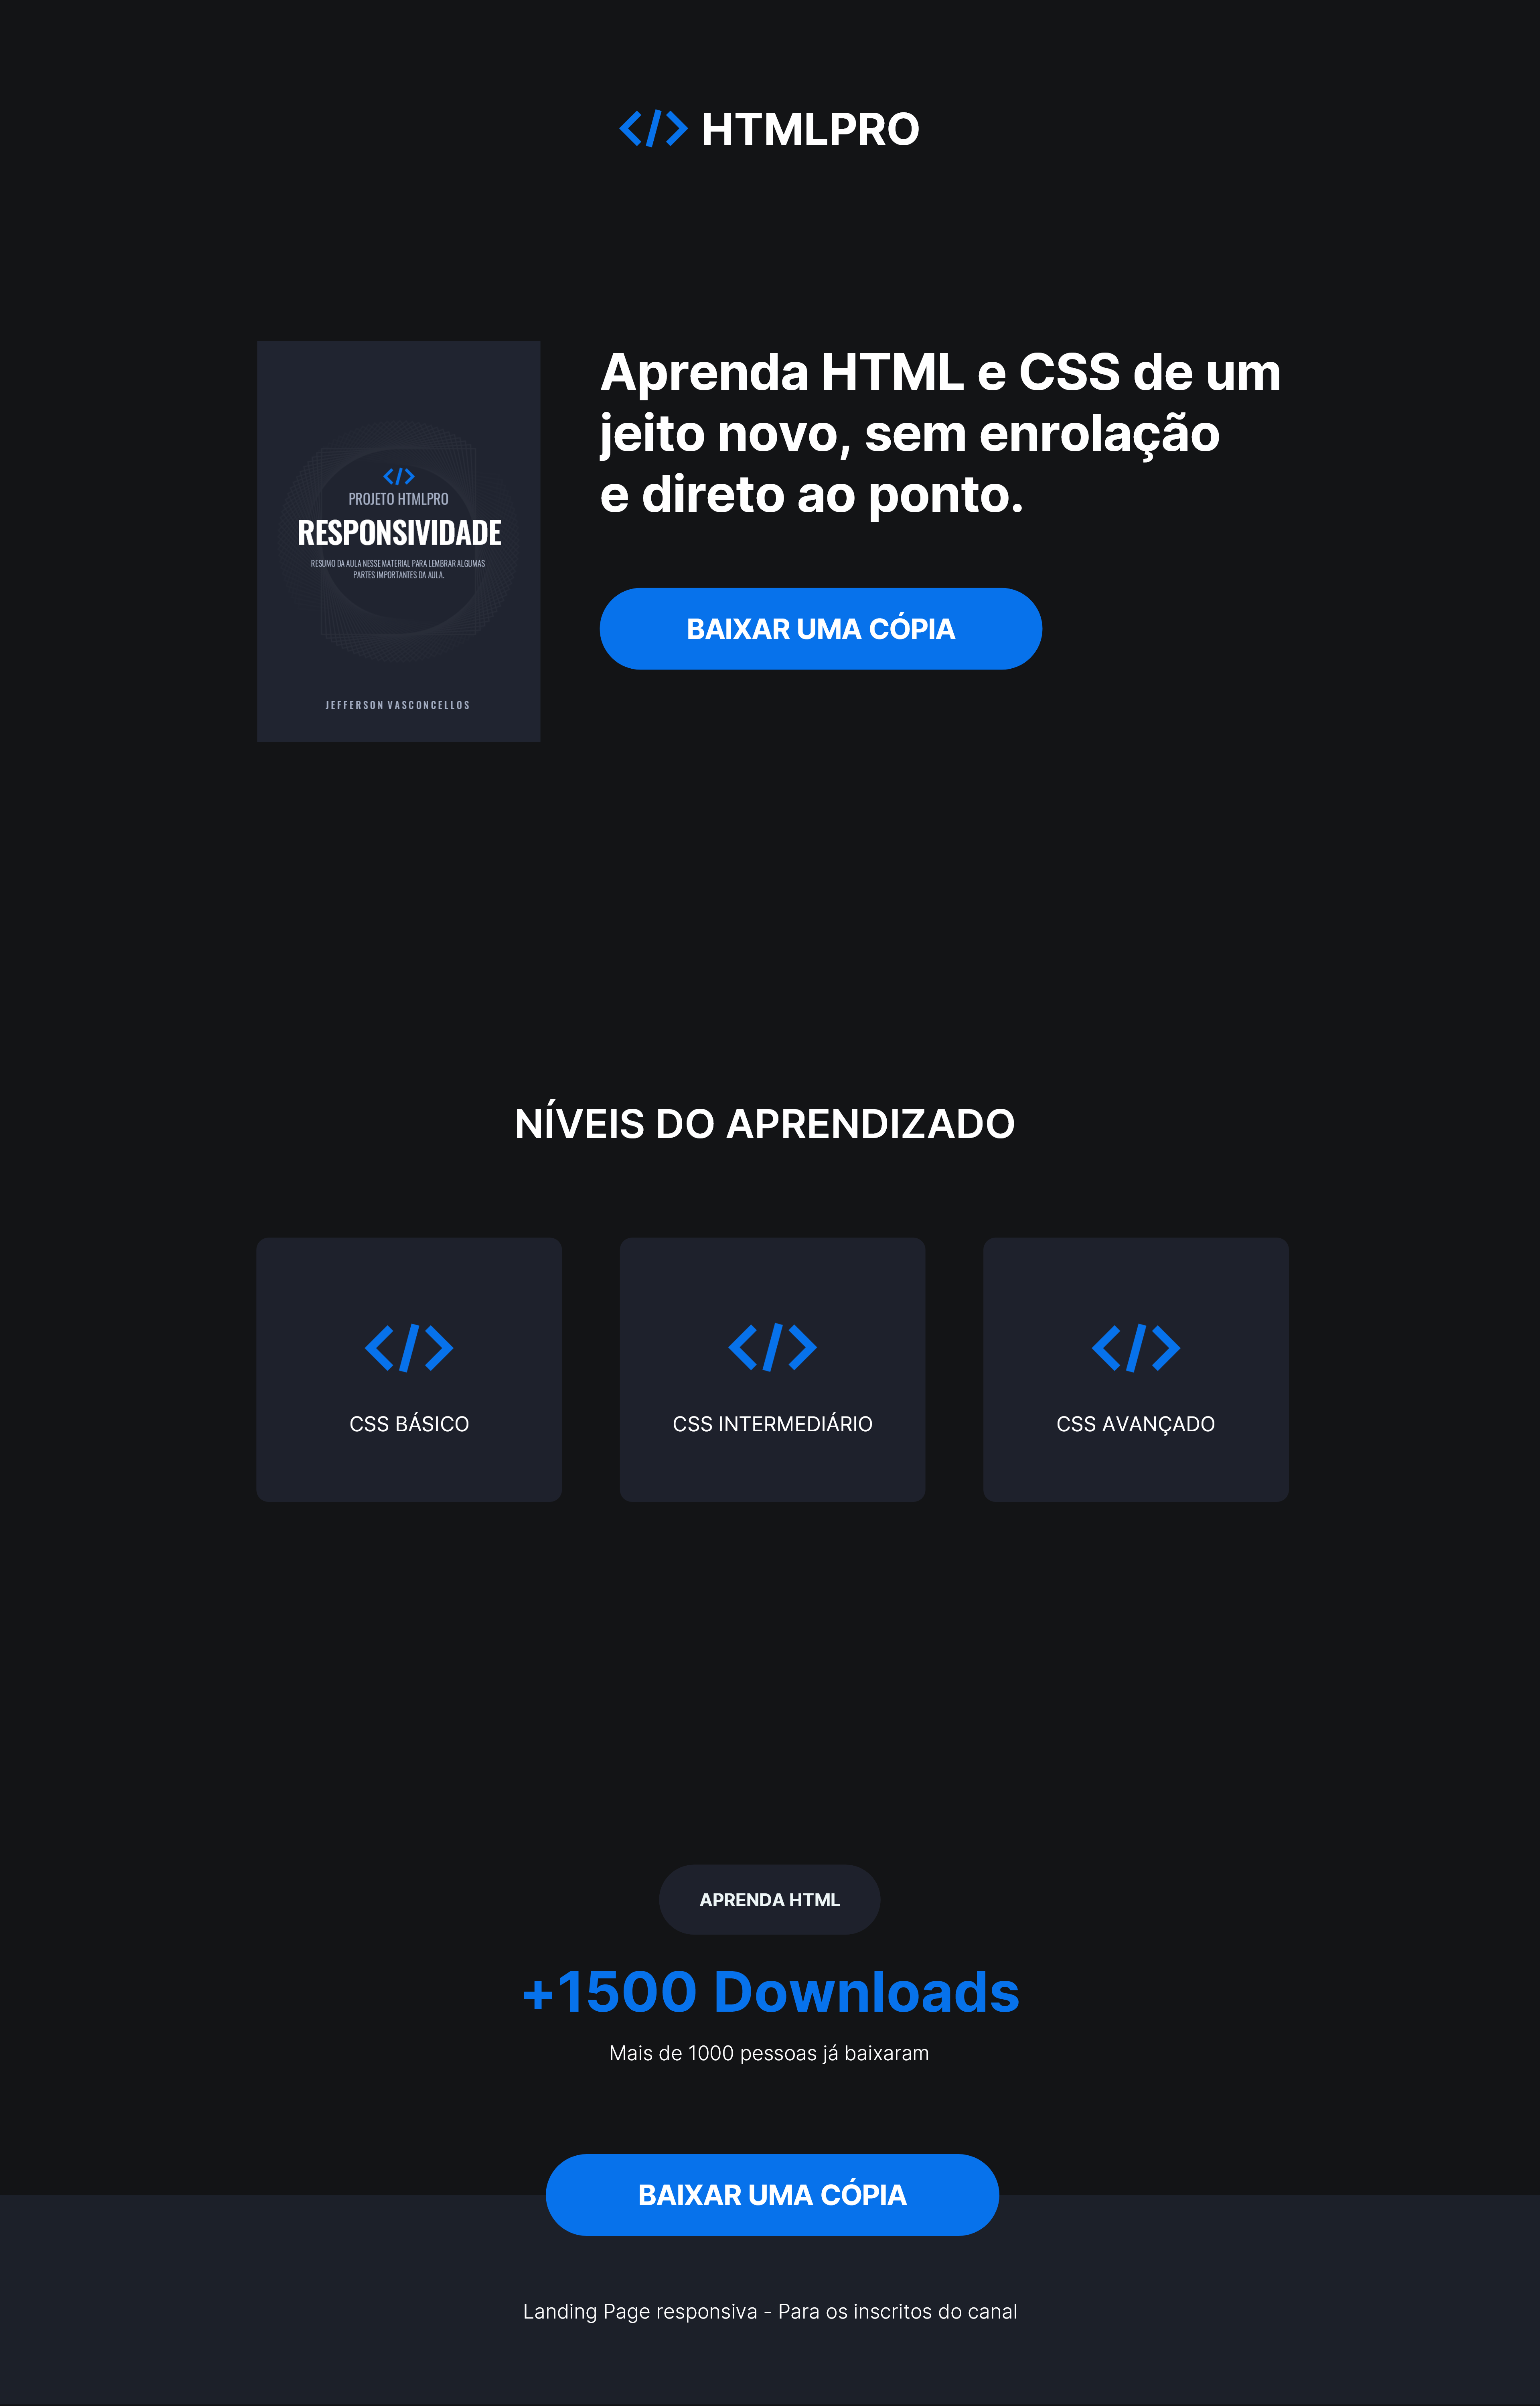 </> HTMLPRO
Aprenda HTML e CSS de um
jeito novo, sem enrolação
e direto ao ponto.
BAIXAR UMA CÓPIA
</>
PROJETO HTMLPRO
RESPONSIVIDADE
RESUMO DA AULA NESSE MATERIAL PARA LEMBRAR ALGUMAS
PARTES IMPORTANTES DA AULA.
JEFFERSON VASCONCELLOS
NÍVEIS DO APRENDIZADO
</>
CSS BÁSICO
</>
CSS INTERMEDIÁRIO
</>
CSS AVANÇADO
APRENDA HTML
+1500 Downloads
Mais de 1000 pessoas já baixaram
BAIXAR UMA CÓPIA
Landing Page responsiva - Para os inscritos do canal